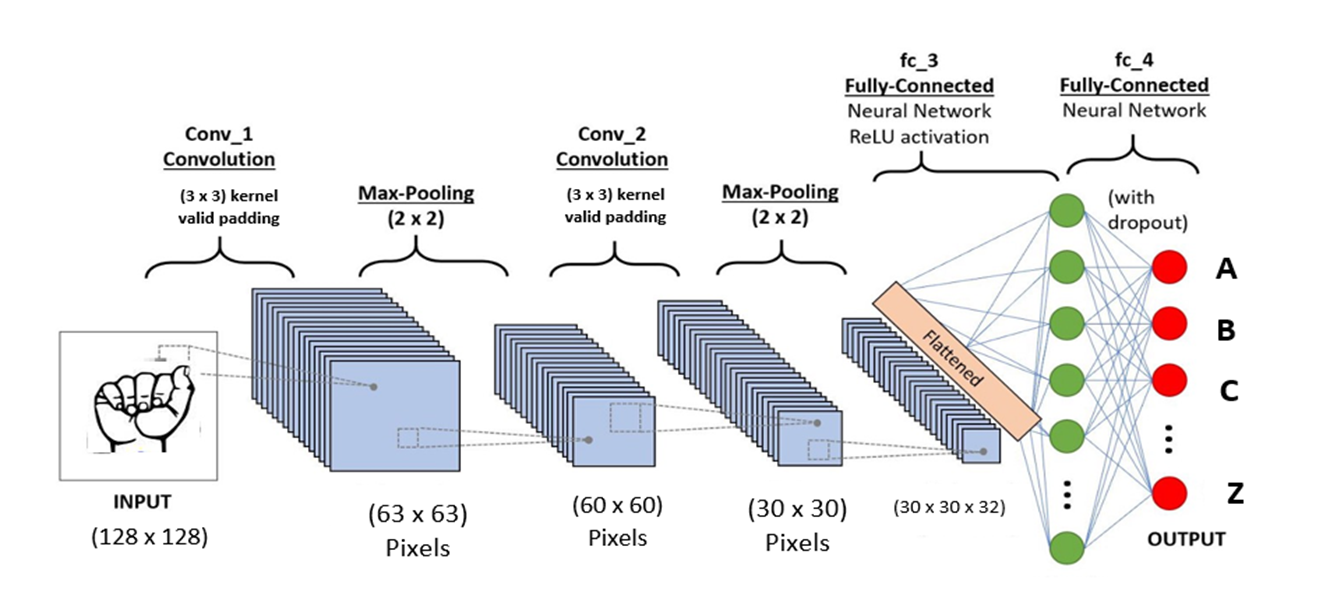 Conv_1
Convolution
(3 x 3) kernel
valid padding
Max-Pooling
(2 x 2)
Conv_2
Convolution
(3 x 3) kernel
valid padding
Max-Pooling
(2 x 2)
fc_3
Fully-Connected
Neural Network
ReLU activation
fc_4
Fully-Connected
Neural Network
(with
dropout)
Flattened
A
B
C
Z
OUTPUT
INPUT
(128 x 128)
(63 x 63)
Pixels
(60 x 60)
Pixels
(30 x 30)
Pixels
(30 x 30 x 32)